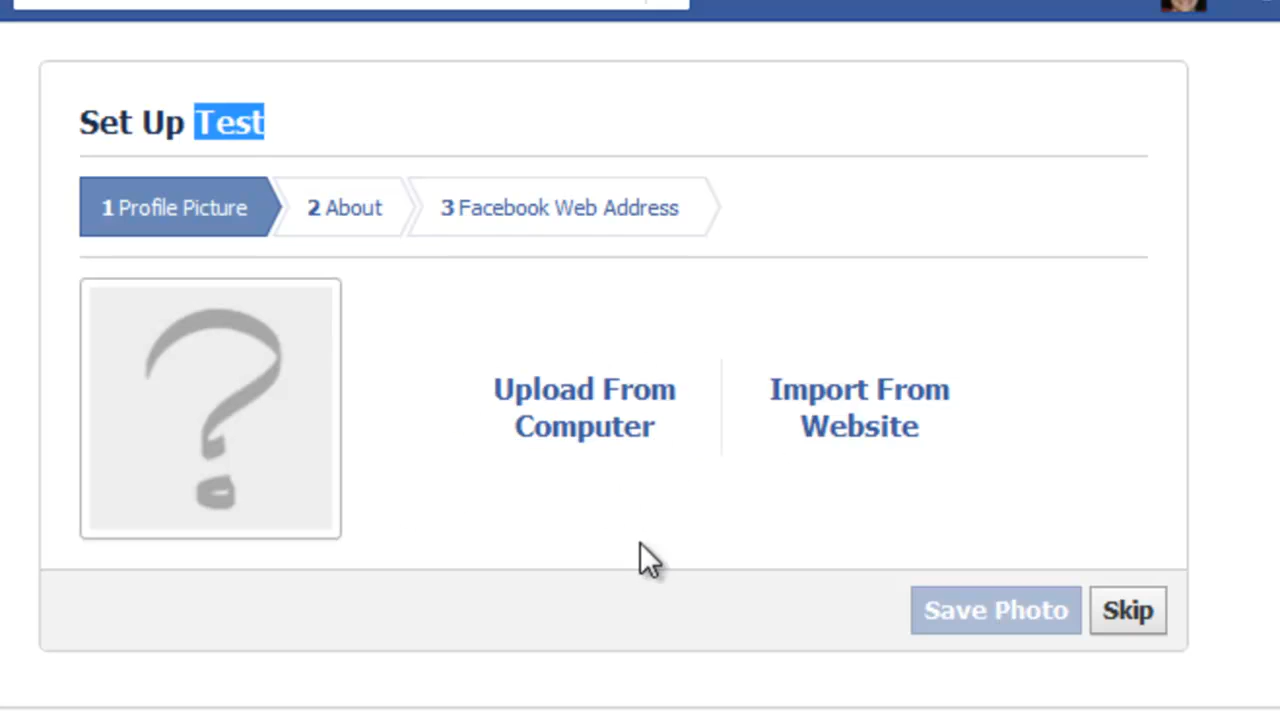 Set Up Test
1 Profile Picture 2 About 3 Facebook Web Address
Upload From
Computer
Import From
Website
Save Photo Skip